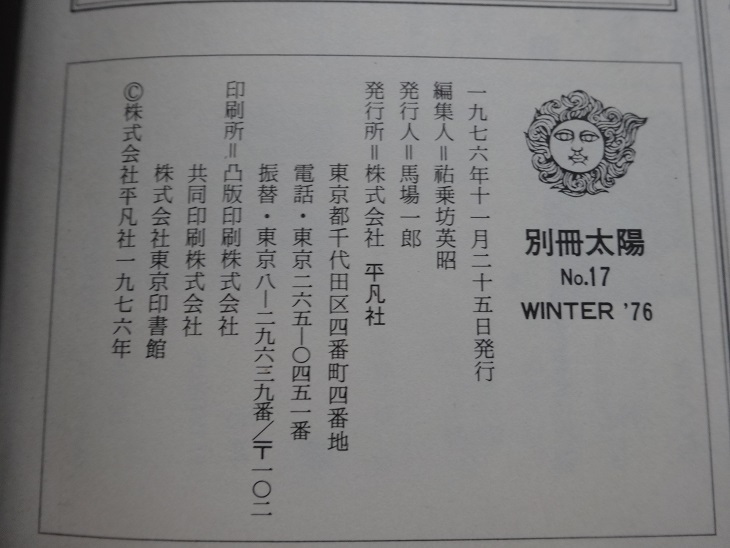 別冊太陽
No.17
WINTER '76
一九七六年十一月二十五日発行
編集人＝祐乗坊英昭
発行人＝馬場一郎
発行所＝株式会社 平凡社
東京都千代田区四番町四番地
電話・東京二六五―〇四五一番
振替・東京八―二九六三九番／〒一〇二
印刷所＝凸版印刷株式会社
共同印刷株式会社
株式会社東京印書館
©株式会社平凡社一九七六年